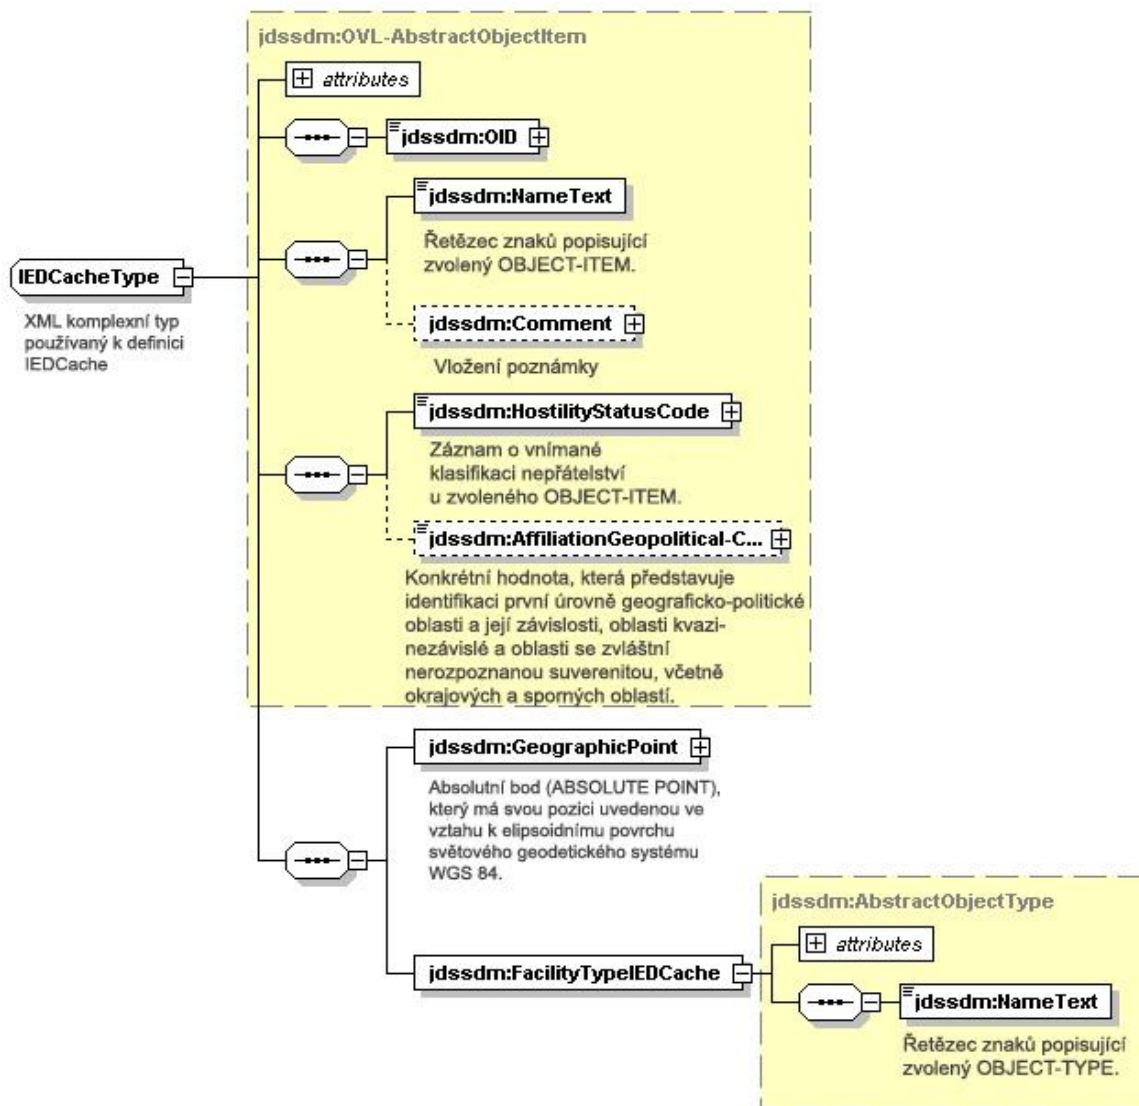 jdssdm:OVL-AbstractObjectItem
attributes
jdssdm:OID
jdssdm:NameText
Řetězec znaků popisující
zvolený OBJECT-ITEM.
IEDCacheType
XML komplexní typ
používaný k definici
IEDCache
jdssdm:Comment
Vložení poznámky
jdssdm:HostilityStatusCode
Záznam o vnímané
klasifikaci nepřátelství
u zvoleného OBJECT-ITEM.
jdssdm:AffiliationGeopolitical-C...
Konkrétní hodnota, která představuje
identifikaci první úrovně geograficko-politické
oblasti a její závislosti, oblasti kvazi-
nezávislé a oblasti se zvláštní
nerozpoznanou suverenitou, včetně
okrajových a sporných oblastí.
jdssdm:GeographicPoint
Absolutní bod (ABSOLUTE POINT),
který má svou pozici uvedenou ve
vztahu k elipsoidnímu povrchu
světového geodetického systému
WGS 84.
jdssdm:FacilityTypeIEDCache
jdssdm:AbstractObjectType
attributes
jdssdm:NameText
Řetězec znaků popisující
zvolený OBJECT-TYPE.